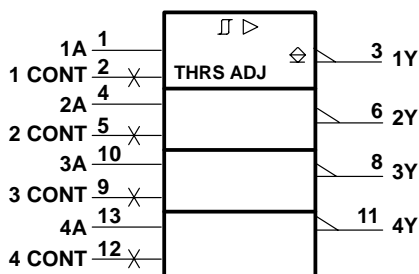 1A 1 3 1Y
1 CONT 2 THRS ADJ
2A 4 6 2Y
2 CONT 5
3A 10 8 3Y
3 CONT 9
4A 13 11 4Y
4 CONT 12